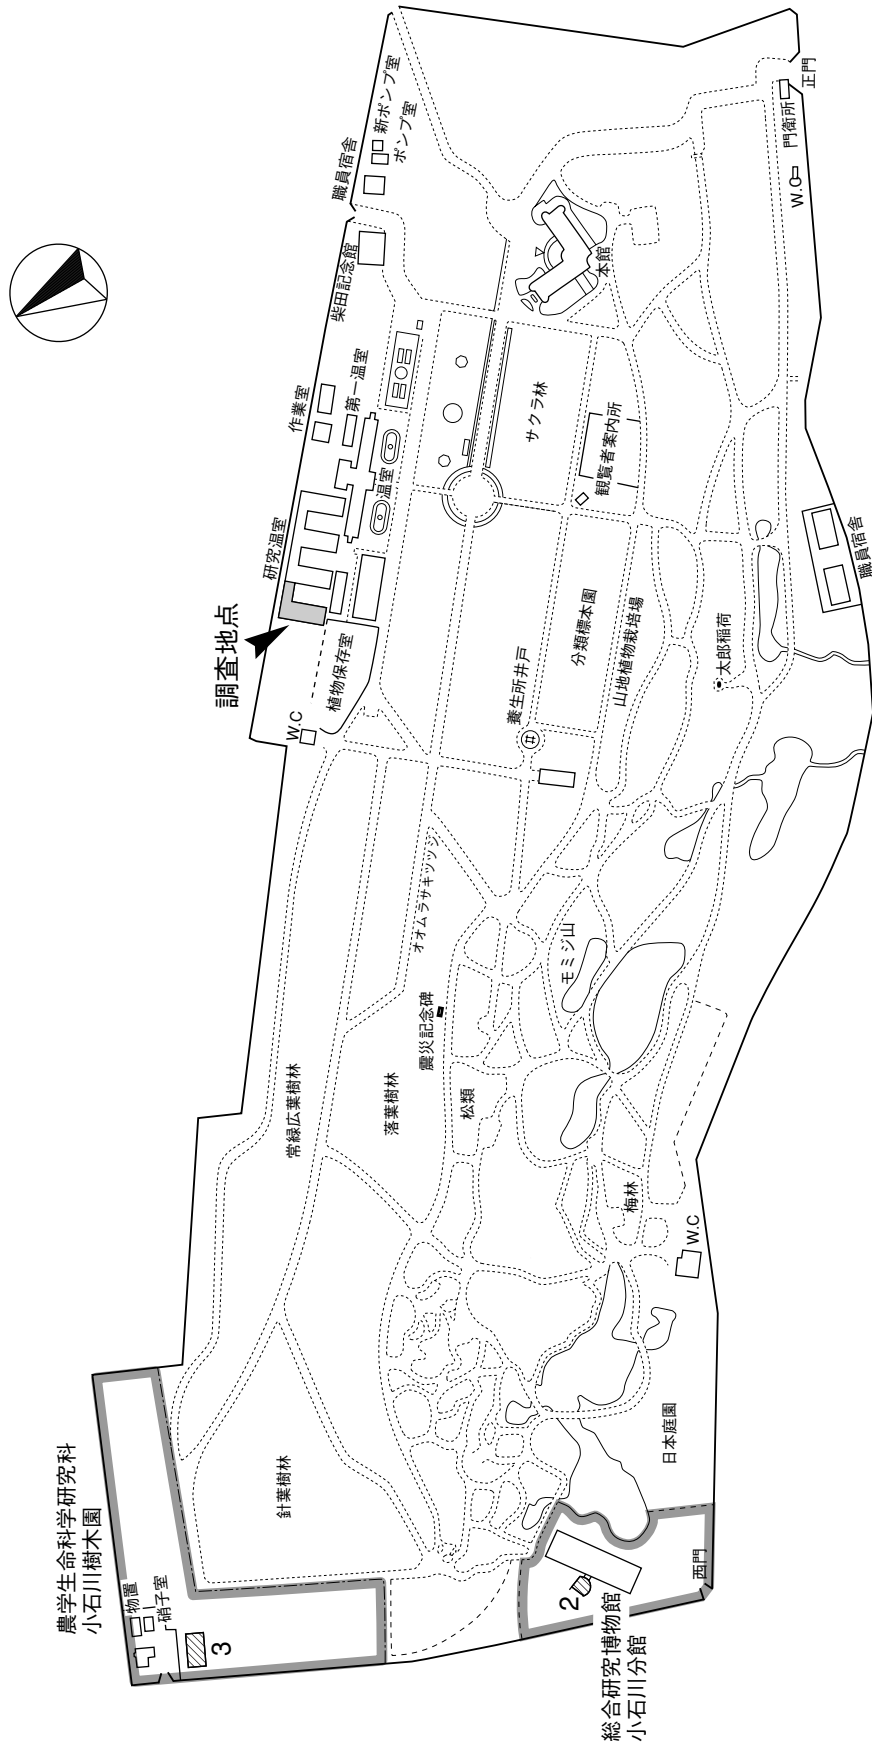 新ポンプ室
ポンプ室
職員宿舎
柴田記念館
正門
門衛所
W.C
本館
作業室
第一温室
温室
サクラ林
観覧者案内所
研究温室
職員宿舎
調査地点
植物保存室
W.C
養生所井戸
井
分類標本園
山地植物栽培場
太郎稲荷
オオムラサキツツジ
モミジ山
震災記念碑
松類
落葉樹林
常緑広葉樹林
梅林
W.C
日本庭園
針葉樹林
農学生命科学研究科
小石川樹木園
物置
硝子室
3
2
総合研究博物館
小石川分館
西門